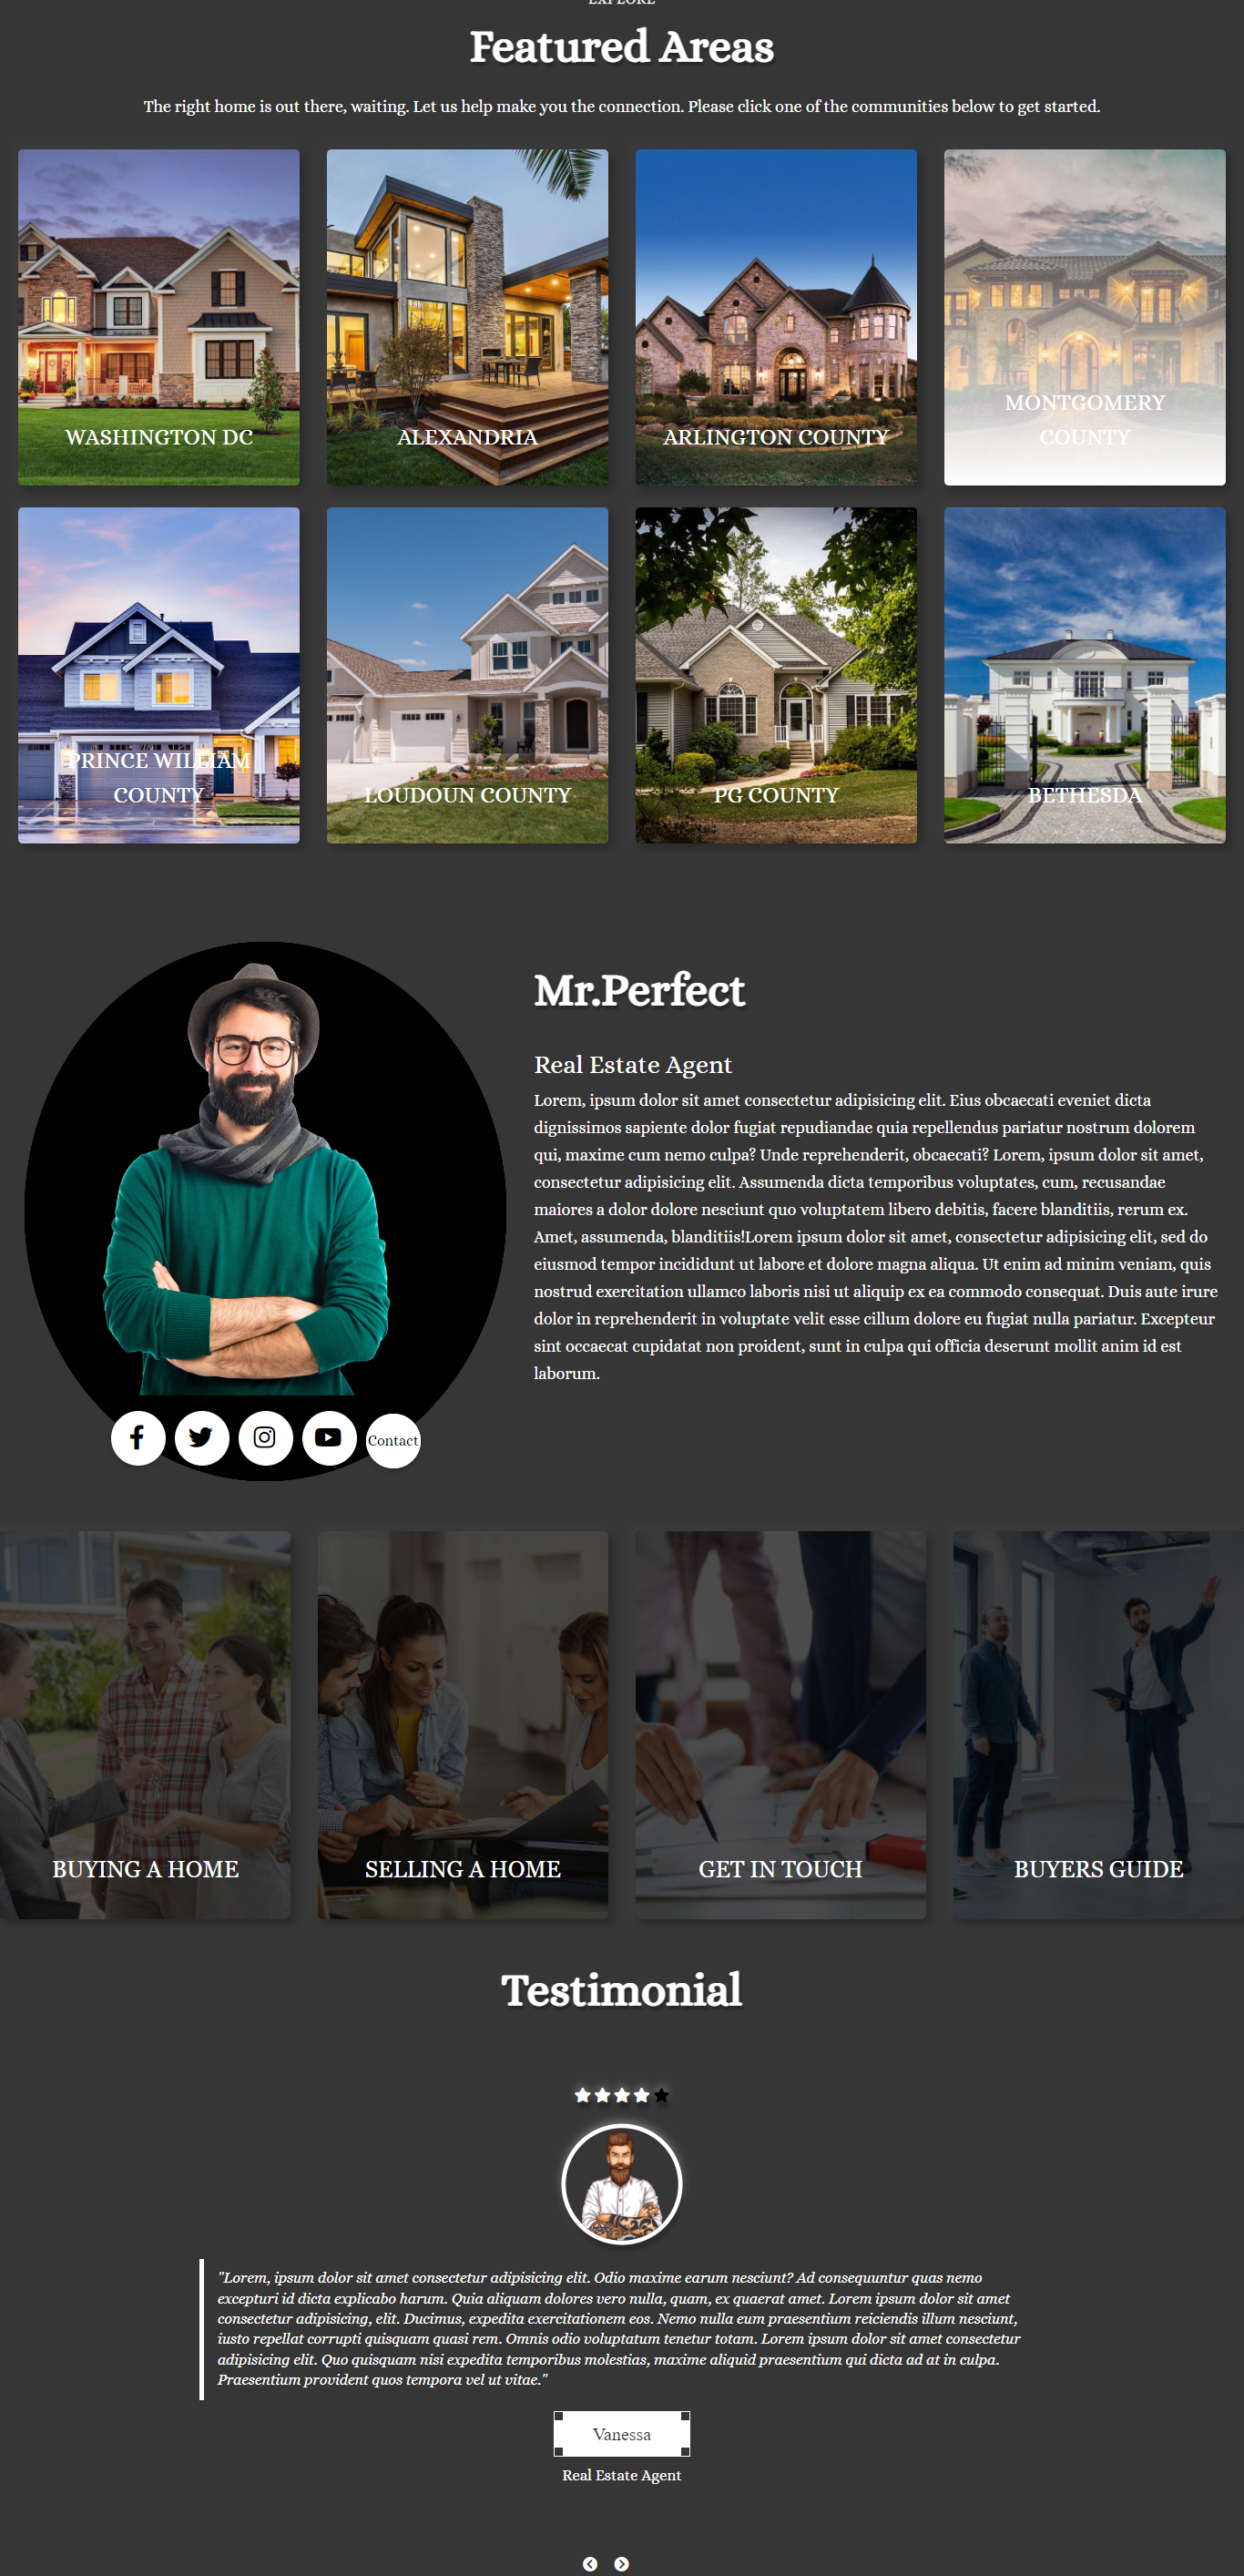 EXPLORE
Featured Areas
The right home is out there, waiting. Let us help make you the connection. Please click one of the communities below to get started.
WASHINGTON DC
ALEXANDRIA
ARLINGTON COUNTY
MONTGOMERY
COUNTY
PRINCE WILLIAM
COUNTY
LOUDOUN COUNTY
PG COUNTY
BETHESDA
Mr.Perfect
Real Estate Agent
Lorem, ipsum dolor sit amet consectetur adipisicing elit. Eius obcaecati eveniet dicta
dignissimos sapiente dolor fugiat repudiandae quia repellendus pariatur nostrum dolorem
qui, maxime cum nemo culpa? Unde reprehenderit, obcaecati? Lorem, ipsum dolor sit amet,
consectetur adipisicing elit. Assumenda dicta temporibus voluptates, cum, recusandae
maiores a dolor dolore nesciunt quo voluptatem libero debitis, facere blanditiis, rerum ex.
Amet, assumenda, blanditiis!Lorem ipsum dolor sit amet, consectetur adipisicing elit, sed do
eiusmod tempor incididunt ut labore et dolore magna aliqua. Ut enim ad minim veniam, quis
nostrud exercitation ullamco laboris nisi ut aliquip ex ea commodo consequat. Duis aute irure
dolor in reprehenderit in voluptate velit esse cillum dolore eu fugiat nulla pariatur. Excepteur
sint occaecat cupidatat non proident, sunt in culpa qui officia deserunt mollit anim id est
laborum.
Contact
BUYING A HOME
SELLING A HOME
GET IN TOUCH
BUYERS GUIDE
Testimonial
"Lorem, ipsum dolor sit amet consectetur adipisicing elit. Odio maxime earum nesciunt? Ad consequuntur quas nemo
excepturi id dicta explicabo harum. Quia aliquam dolores vero nulla, quam, ex quaerat amet. Lorem ipsum dolor sit amet
consectetur adipisicing, elit. Ducimus, expedita exercitationem eos. Nemo nulla eum praesentium reiciendis illum nesciunt,
iusto repellat corrupti quisquam quasi rem. Omnis odio voluptatum tenetur totam. Lorem ipsum dolor sit amet consectetur
adipisicing elit. Quo quisquam nisi expedita temporibus molestias, maxime aliquid praesentium qui dicta ad at in culpa.
Praesentium provident quos tempora vel ut vitae."
Vanessa
Real Estate Agent